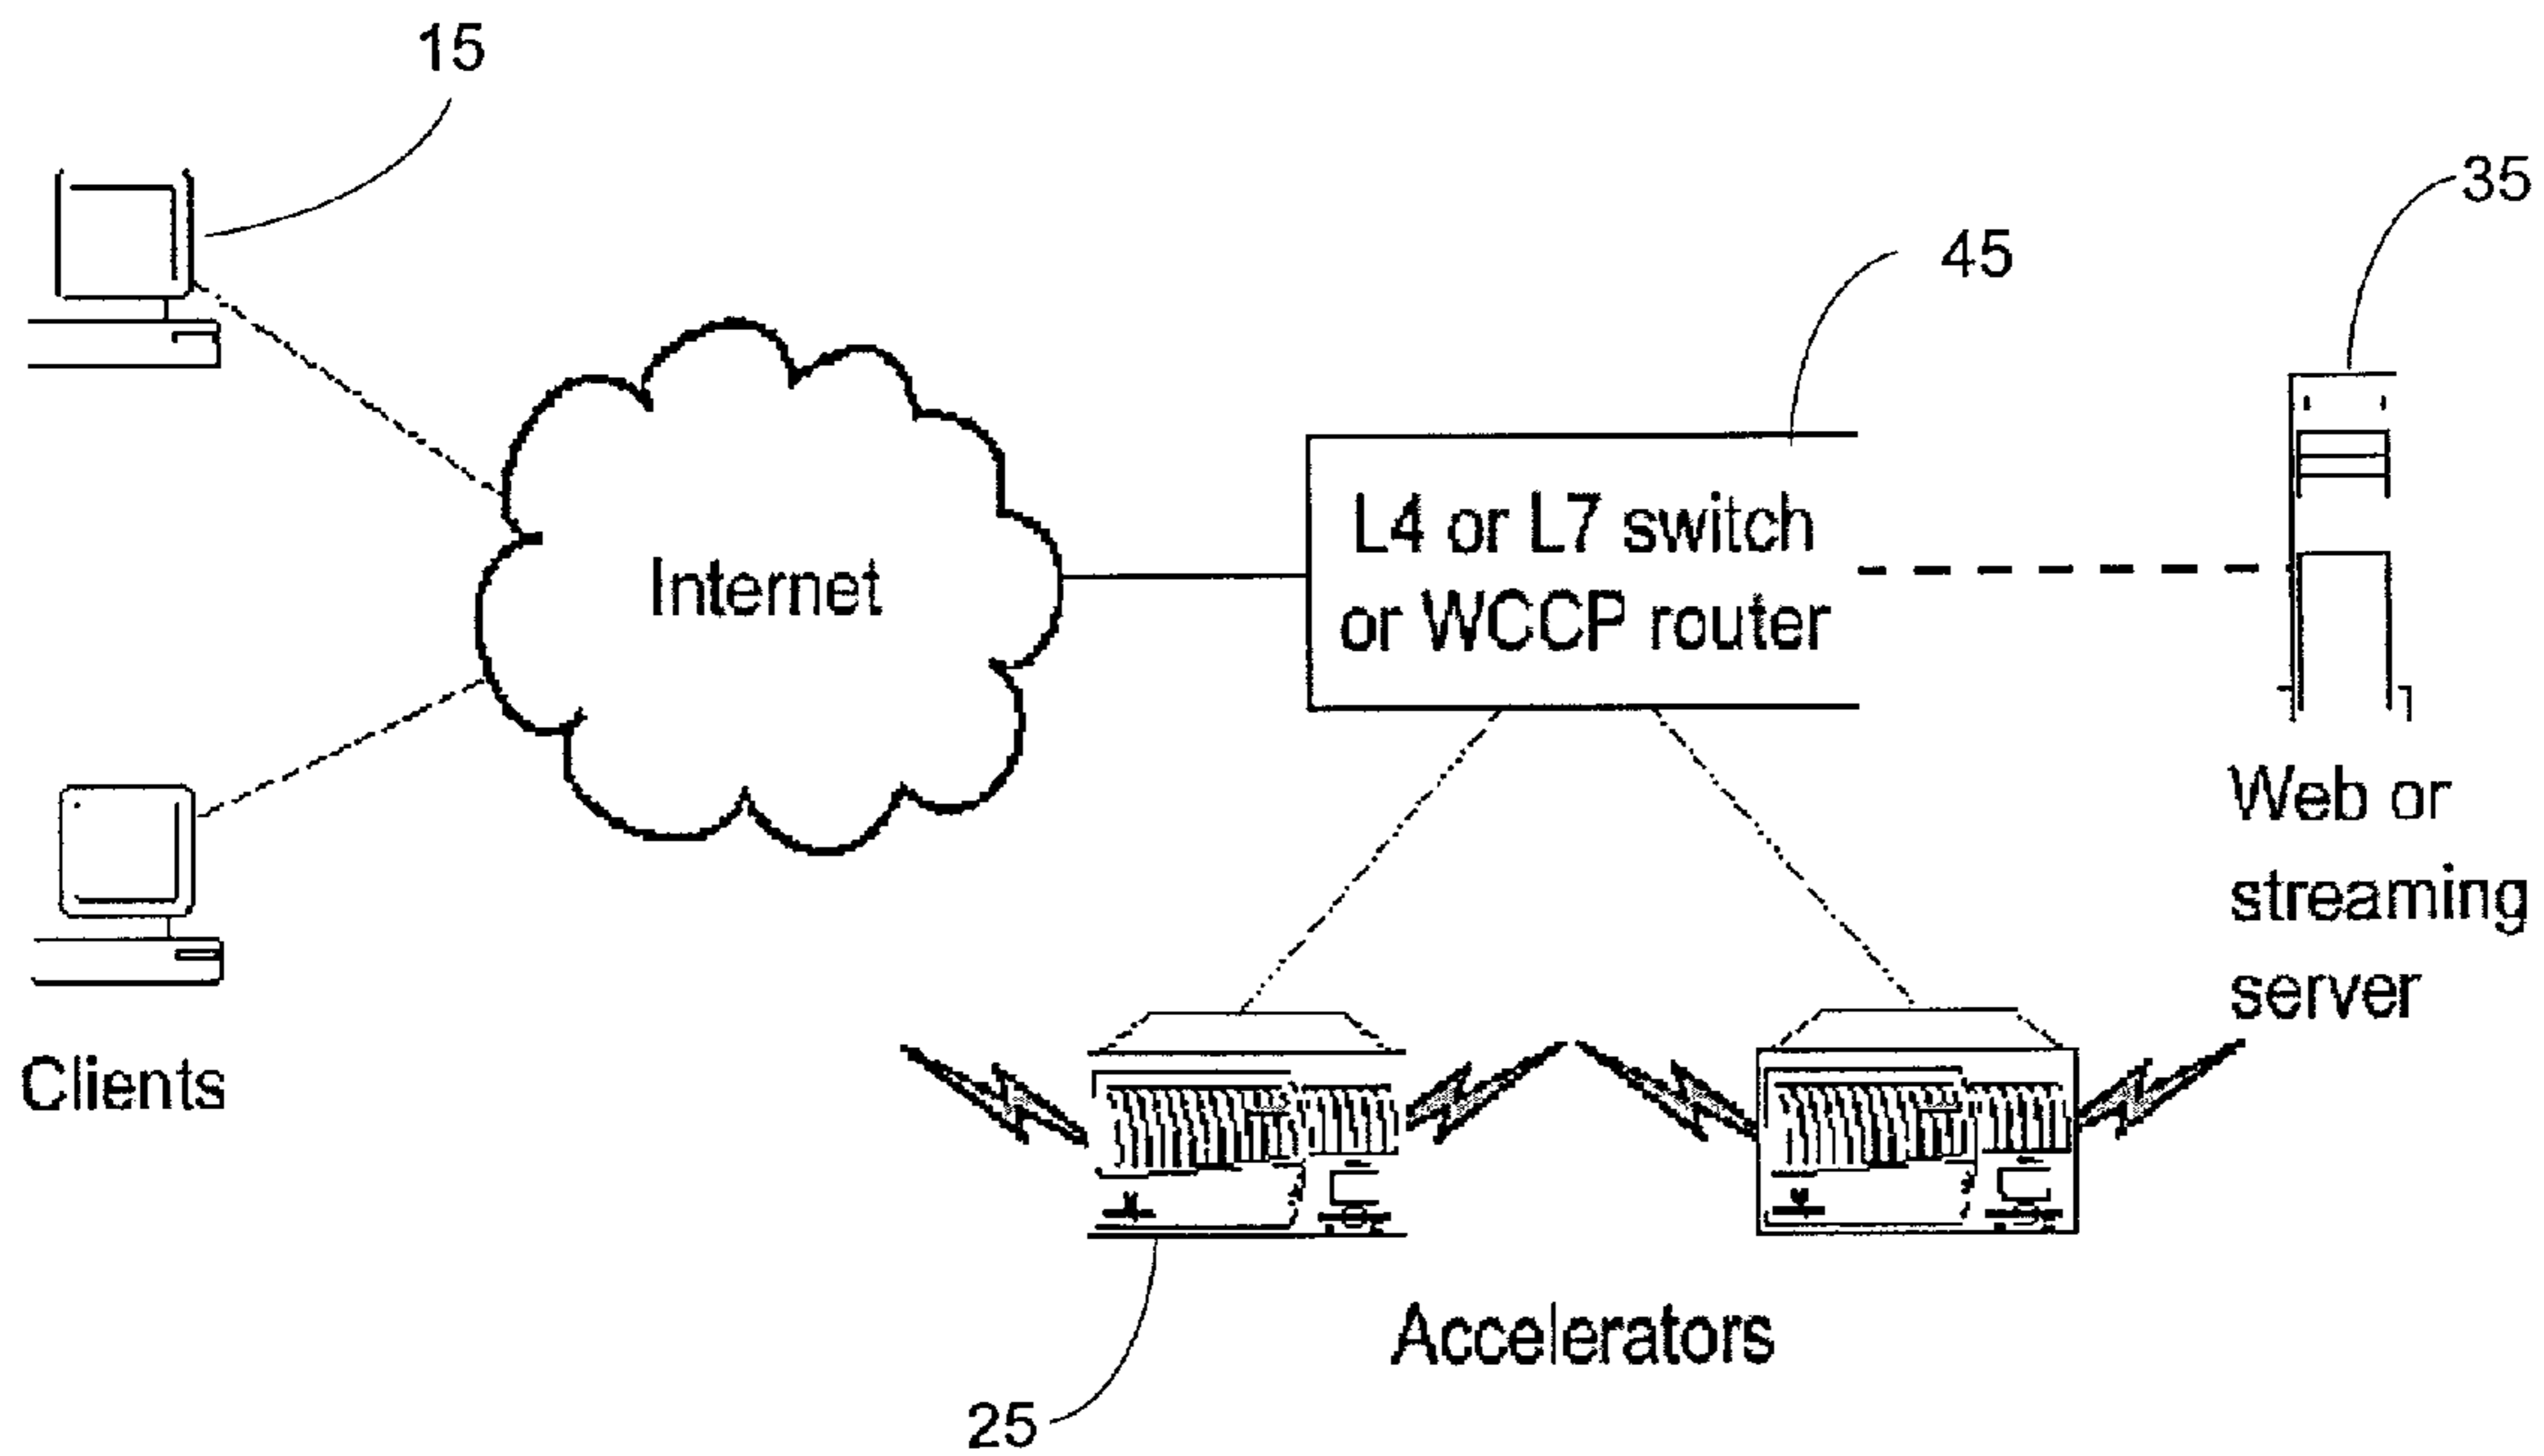 15
35
45
L4 or L7 switch
or WCCP router
Internet
Web or
streaming
server
Clients
Accelerators
25